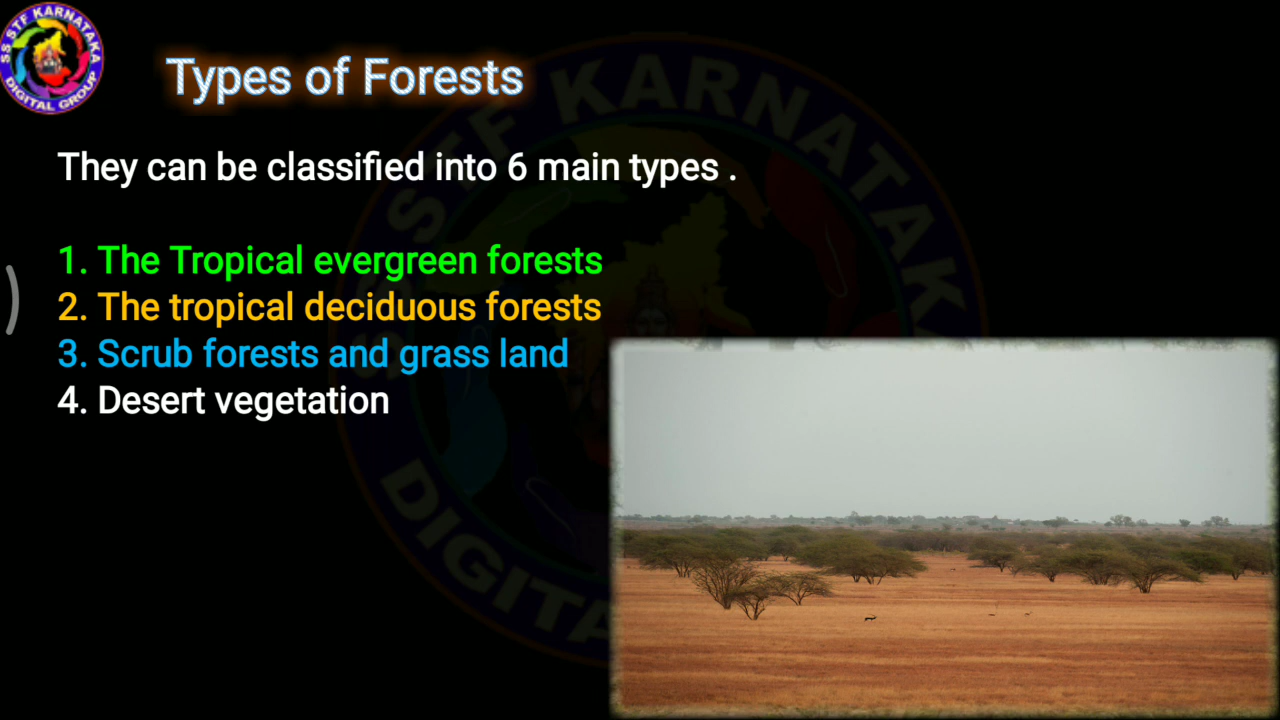 SS STF KARNATAKA
DIGITAL GROUP
Types of Forests
They can be classified into 6 main types .
1. The Tropical evergreen forests
2. The tropical deciduous forests
3. Scrub forests and grass land
4. Desert vegetation